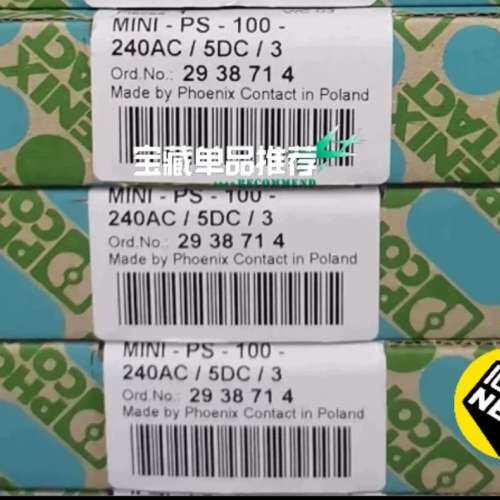 MINI - PS - 100 -
240AC / 5DC / 3
Ord.No.: 29 38 71 4
Made by Phoenix Contact in Poland
宝藏单品推荐
RECOMMEND
MINI - PS - 100 -
240AC / 5DC / 3
Ord.No.: 29 38 71 4
Made by Phoenix Contact in Poland
MINI - PS - 100 -
240AC / 5DC / 3
Ord.No.: 29 38 71 4
Made by Phoenix Contact in Poland